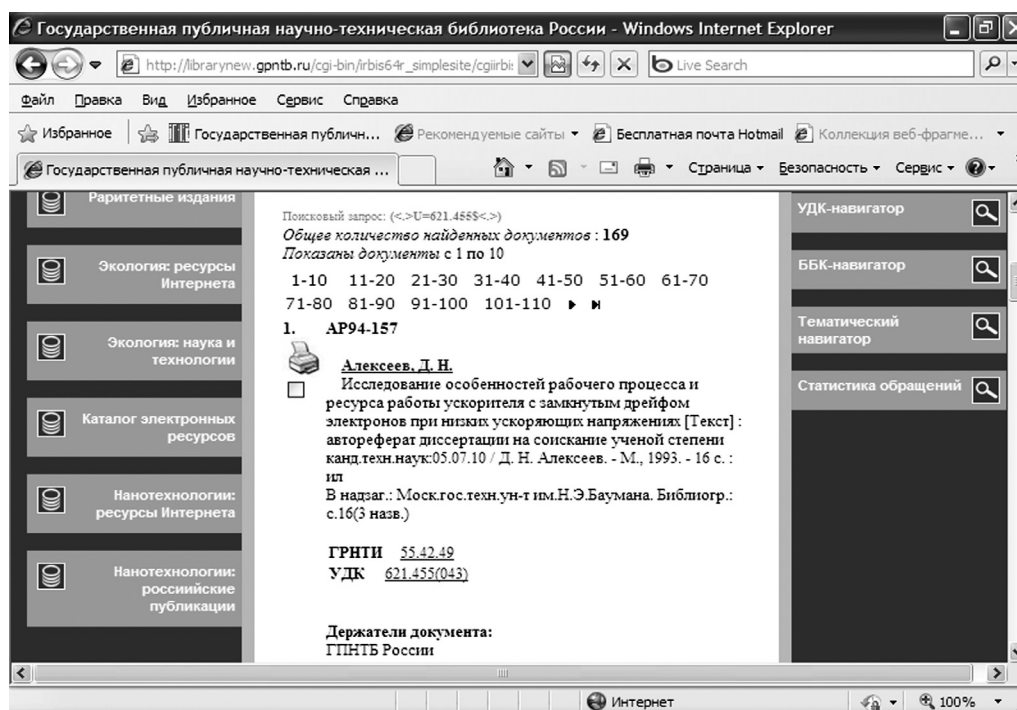 Государственная публичная научно-техническая библиотека России - Windows Internet Explorer
http://librarynew.gpntb.ru/cgi-bin/irbis64r_simplesite/cgiirbi:
Live Search
Файл Правка Вид Избранное Сервис Справка
Избранное Государственная публичн... Рекомендуемые сайты Бесплатная почта Hotmail Коллекция веб-фрагме...
Государственная публичная научно-техническая ... Страница Безопасность Сервис
Раритетные издания
Экология: ресурсы
Интернета
Экология: наука и
технологии
Каталог электронных
ресурсов
Нанотехнологии:
ресурсы Интернета
Нанотехнологии:
россиийские
публикации
Поисковый запрос: (<.>U=621.455$<.>)
Общее количество найденных документов : 169
Показаны документы с 1 по 10
1-10 11-20 21-30 31-40 41-50 51-60 61-70
71-80 81-90 91-100 101-110
1. АР94-157
Алексеев, Д. Н.
Исследование особенностей рабочего процесса и
ресурса работы ускорителя с замкнутым дрейфом
электронов при низких ускоряющих напряжениях [Текст] :
автореферат диссертации на соискание ученой степени
канд.техн.наук:05.07.10 / Д. Н. Алексеев. - М., 1993. - 16 с. :
ил
В надзаг.: Моск.гос.техн.ун-т им.Н.Э.Баумана. Библиогр.:
с.16(3 назв.)
ГРНТИ 55.42.49
УДК 621.455(043)
Держатели документа:
ГПНТБ России
УДК-навигатор
ББК-навигатор
Тематический
навигатор
Статистика обращений
Интернет
100%